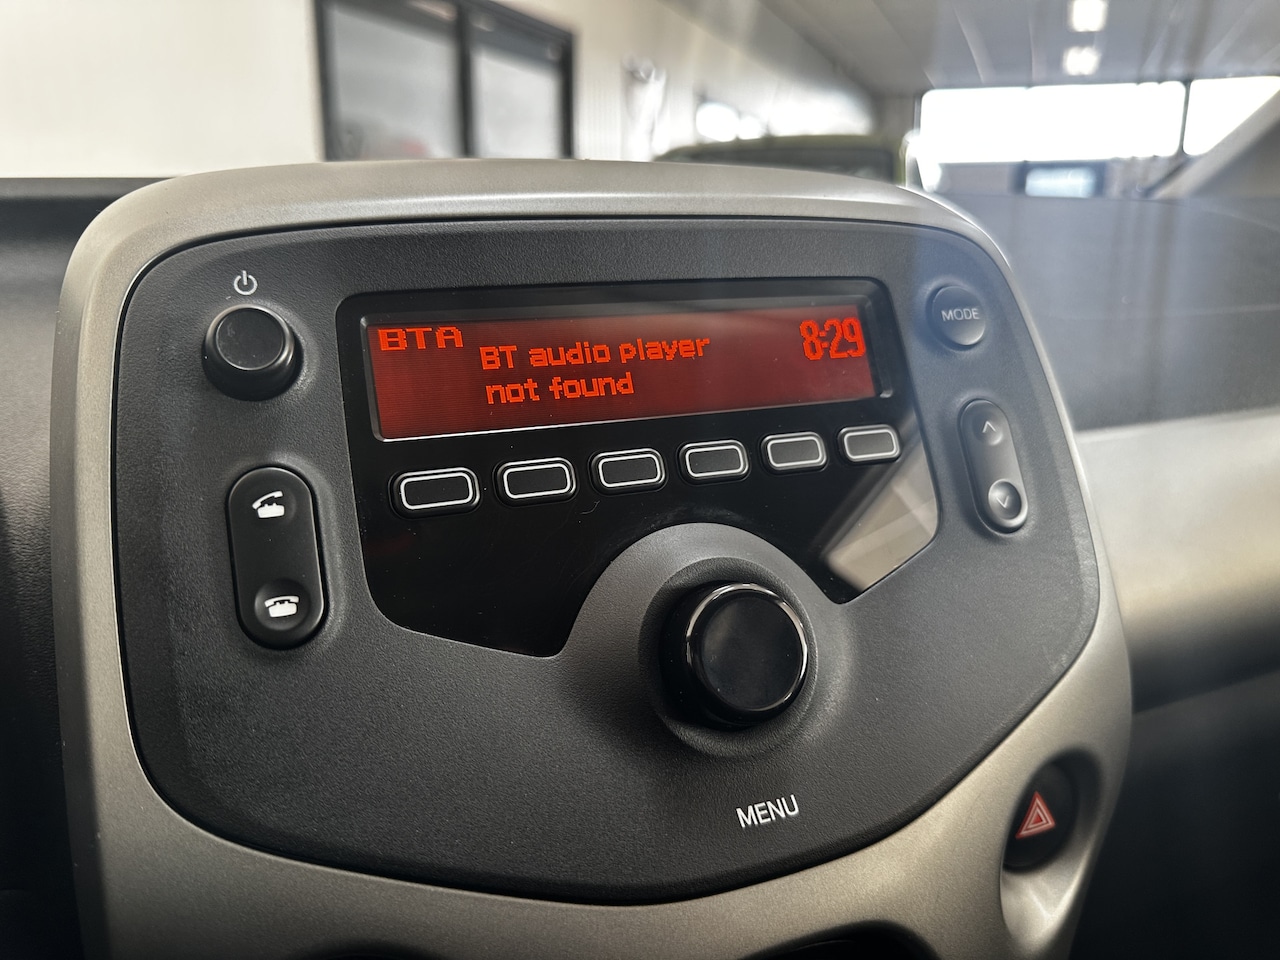 BTA
BT audio player
not found
8:29
MODE
MENU